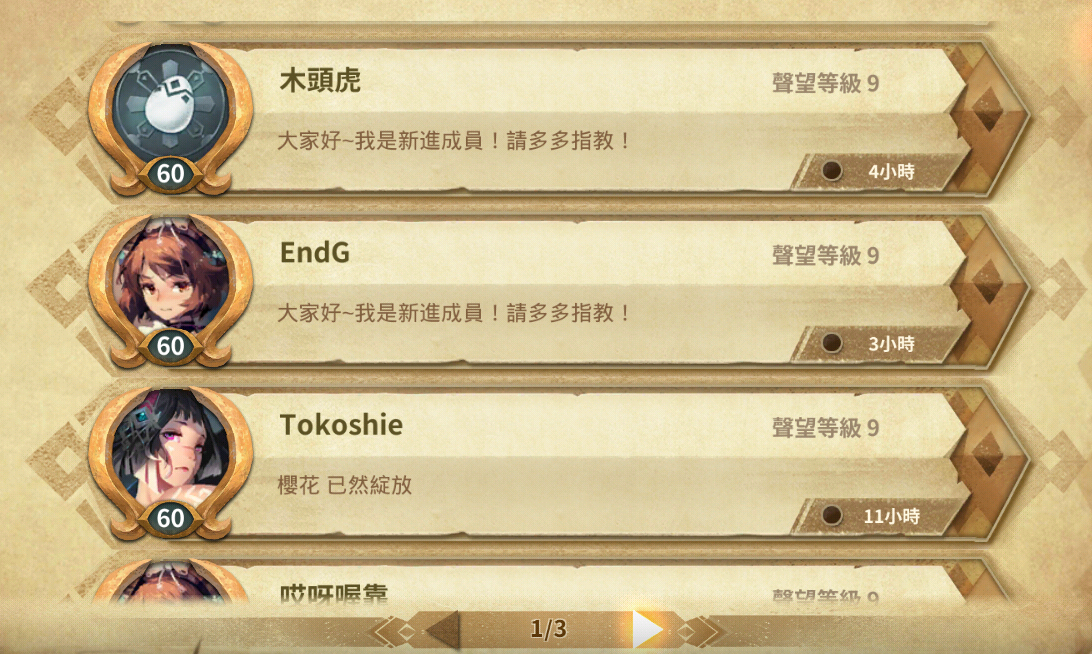 木頭虎
聲望等級 9
大家好~我是新進成員！請多多指教！
60
4小時
EndG
聲望等級 9
大家好~我是新進成員！請多多指教！
60
3小時
Tokoshie
聲望等級 9
櫻花 已然綻放
60
11小時
哎呀喔靠
聲望等級 9
1/3